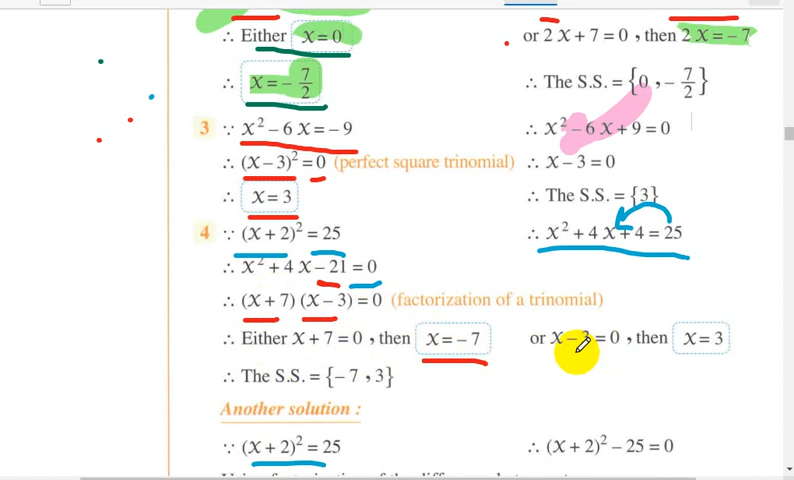 ∴ Either x = 0 or 2 x + 7 = 0 , then 2 x = – 7
∴ x = – 7/2 ∴ The S.S. = {0 , – 7/2}
3 ∵ x² – 6 x = – 9 ∴ x² – 6 x + 9 = 0
∴ (x – 3)² = 0 (perfect square trinomial) ∴ x – 3 = 0
∴ x = 3 ∴ The S.S. = {3}
4 ∵ (x + 2)² = 25 ∴ x² + 4 x + 4 = 25
∴ x² + 4 x – 21 = 0
∴ (x + 7) (x – 3) = 0 (factorization of a trinomial)
∴ Either x + 7 = 0 , then x = – 7 or x – 3 = 0 , then x = 3
∴ The S.S. = {– 7 , 3}
Another solution :
∵ (x + 2)² = 25 ∴ (x + 2)² – 25 = 0